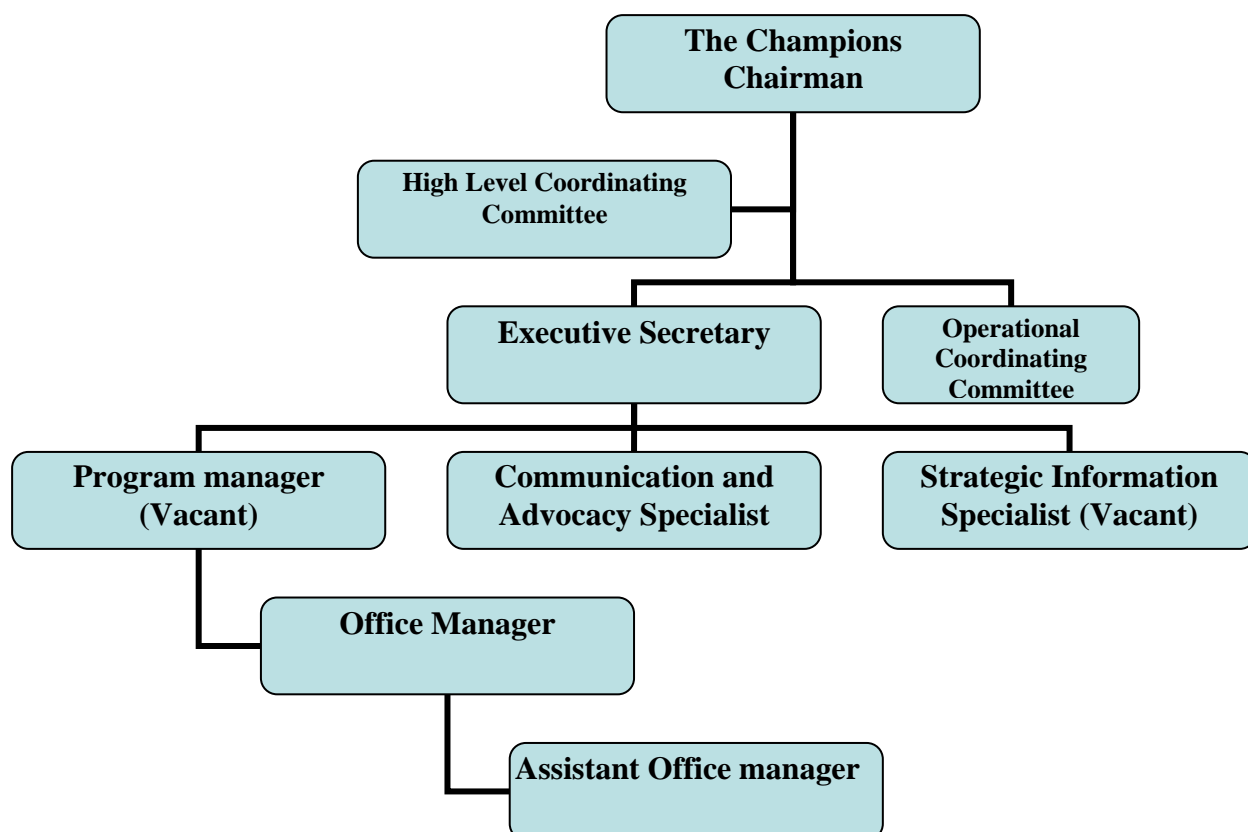 The Champions
Chairman
High Level Coordinating
Committee
Executive Secretary
Operational
Coordinating
Committee
Program manager
(Vacant)
Communication and
Advocacy Specialist
Strategic Information
Specialist (Vacant)
Office Manager
Assistant Office manager